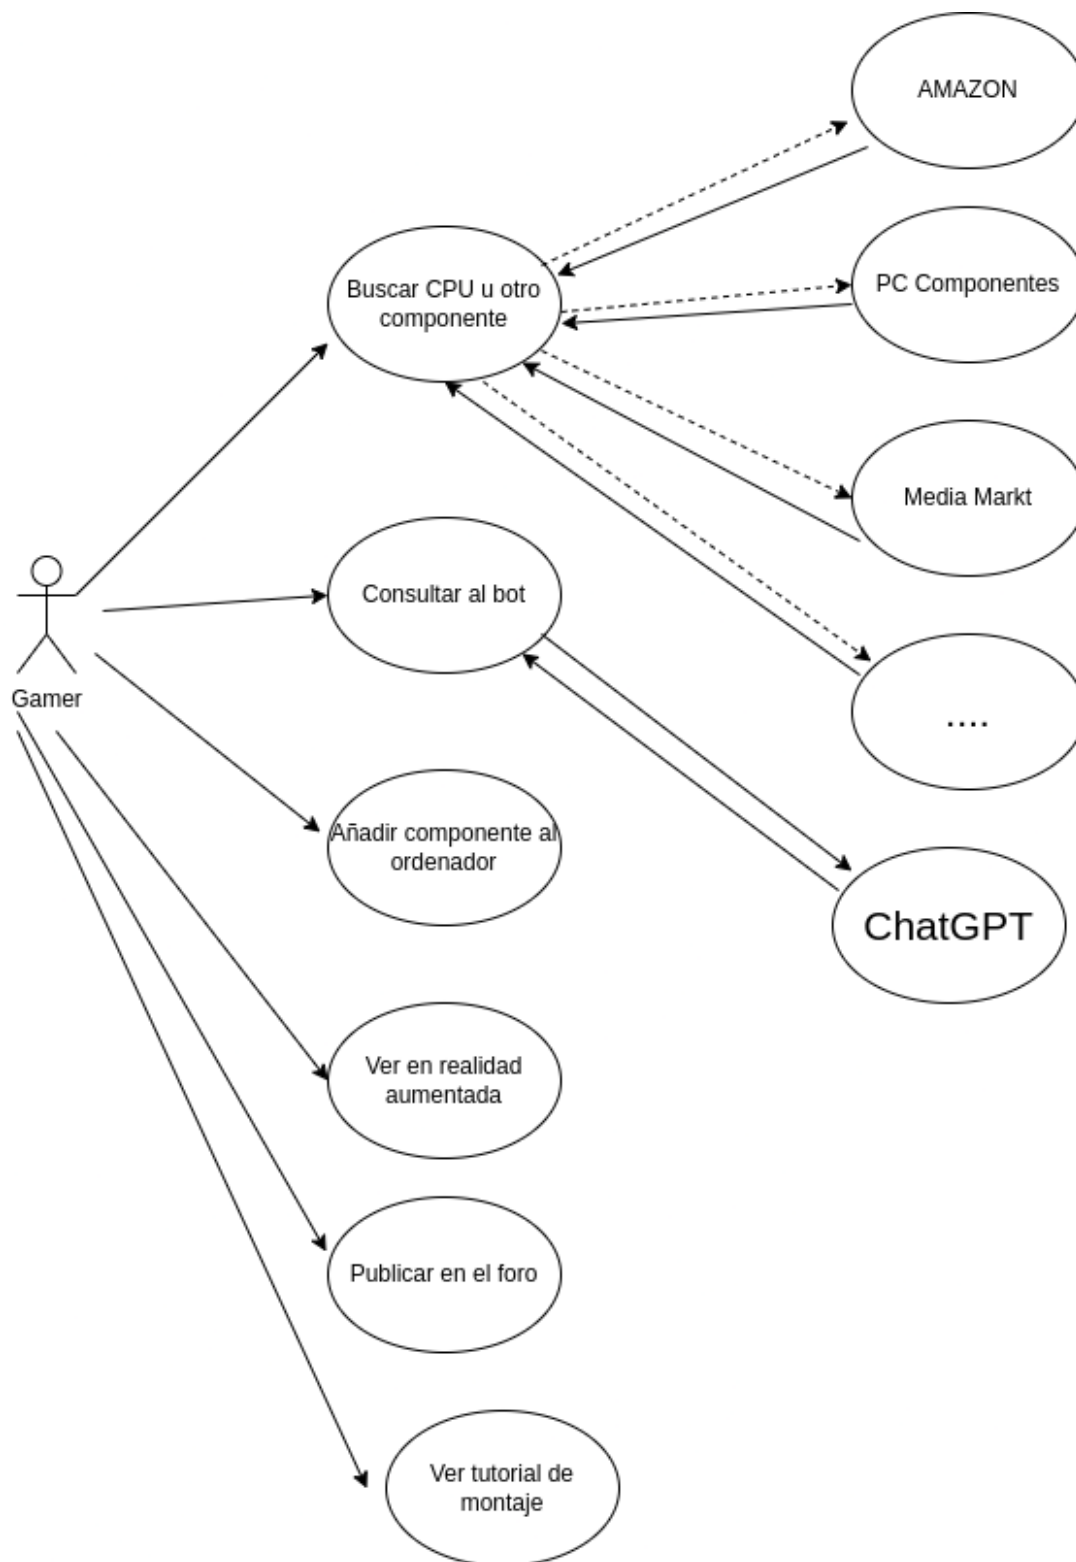 AMAZON
Buscar CPU u otro
componente
PC Componentes
Media Markt
Consultar al bot
....
Gamer
Añadir componente al
ordenador
ChatGPT
Ver en realidad
aumentada
Publicar en el foro
Ver tutorial de
montaje